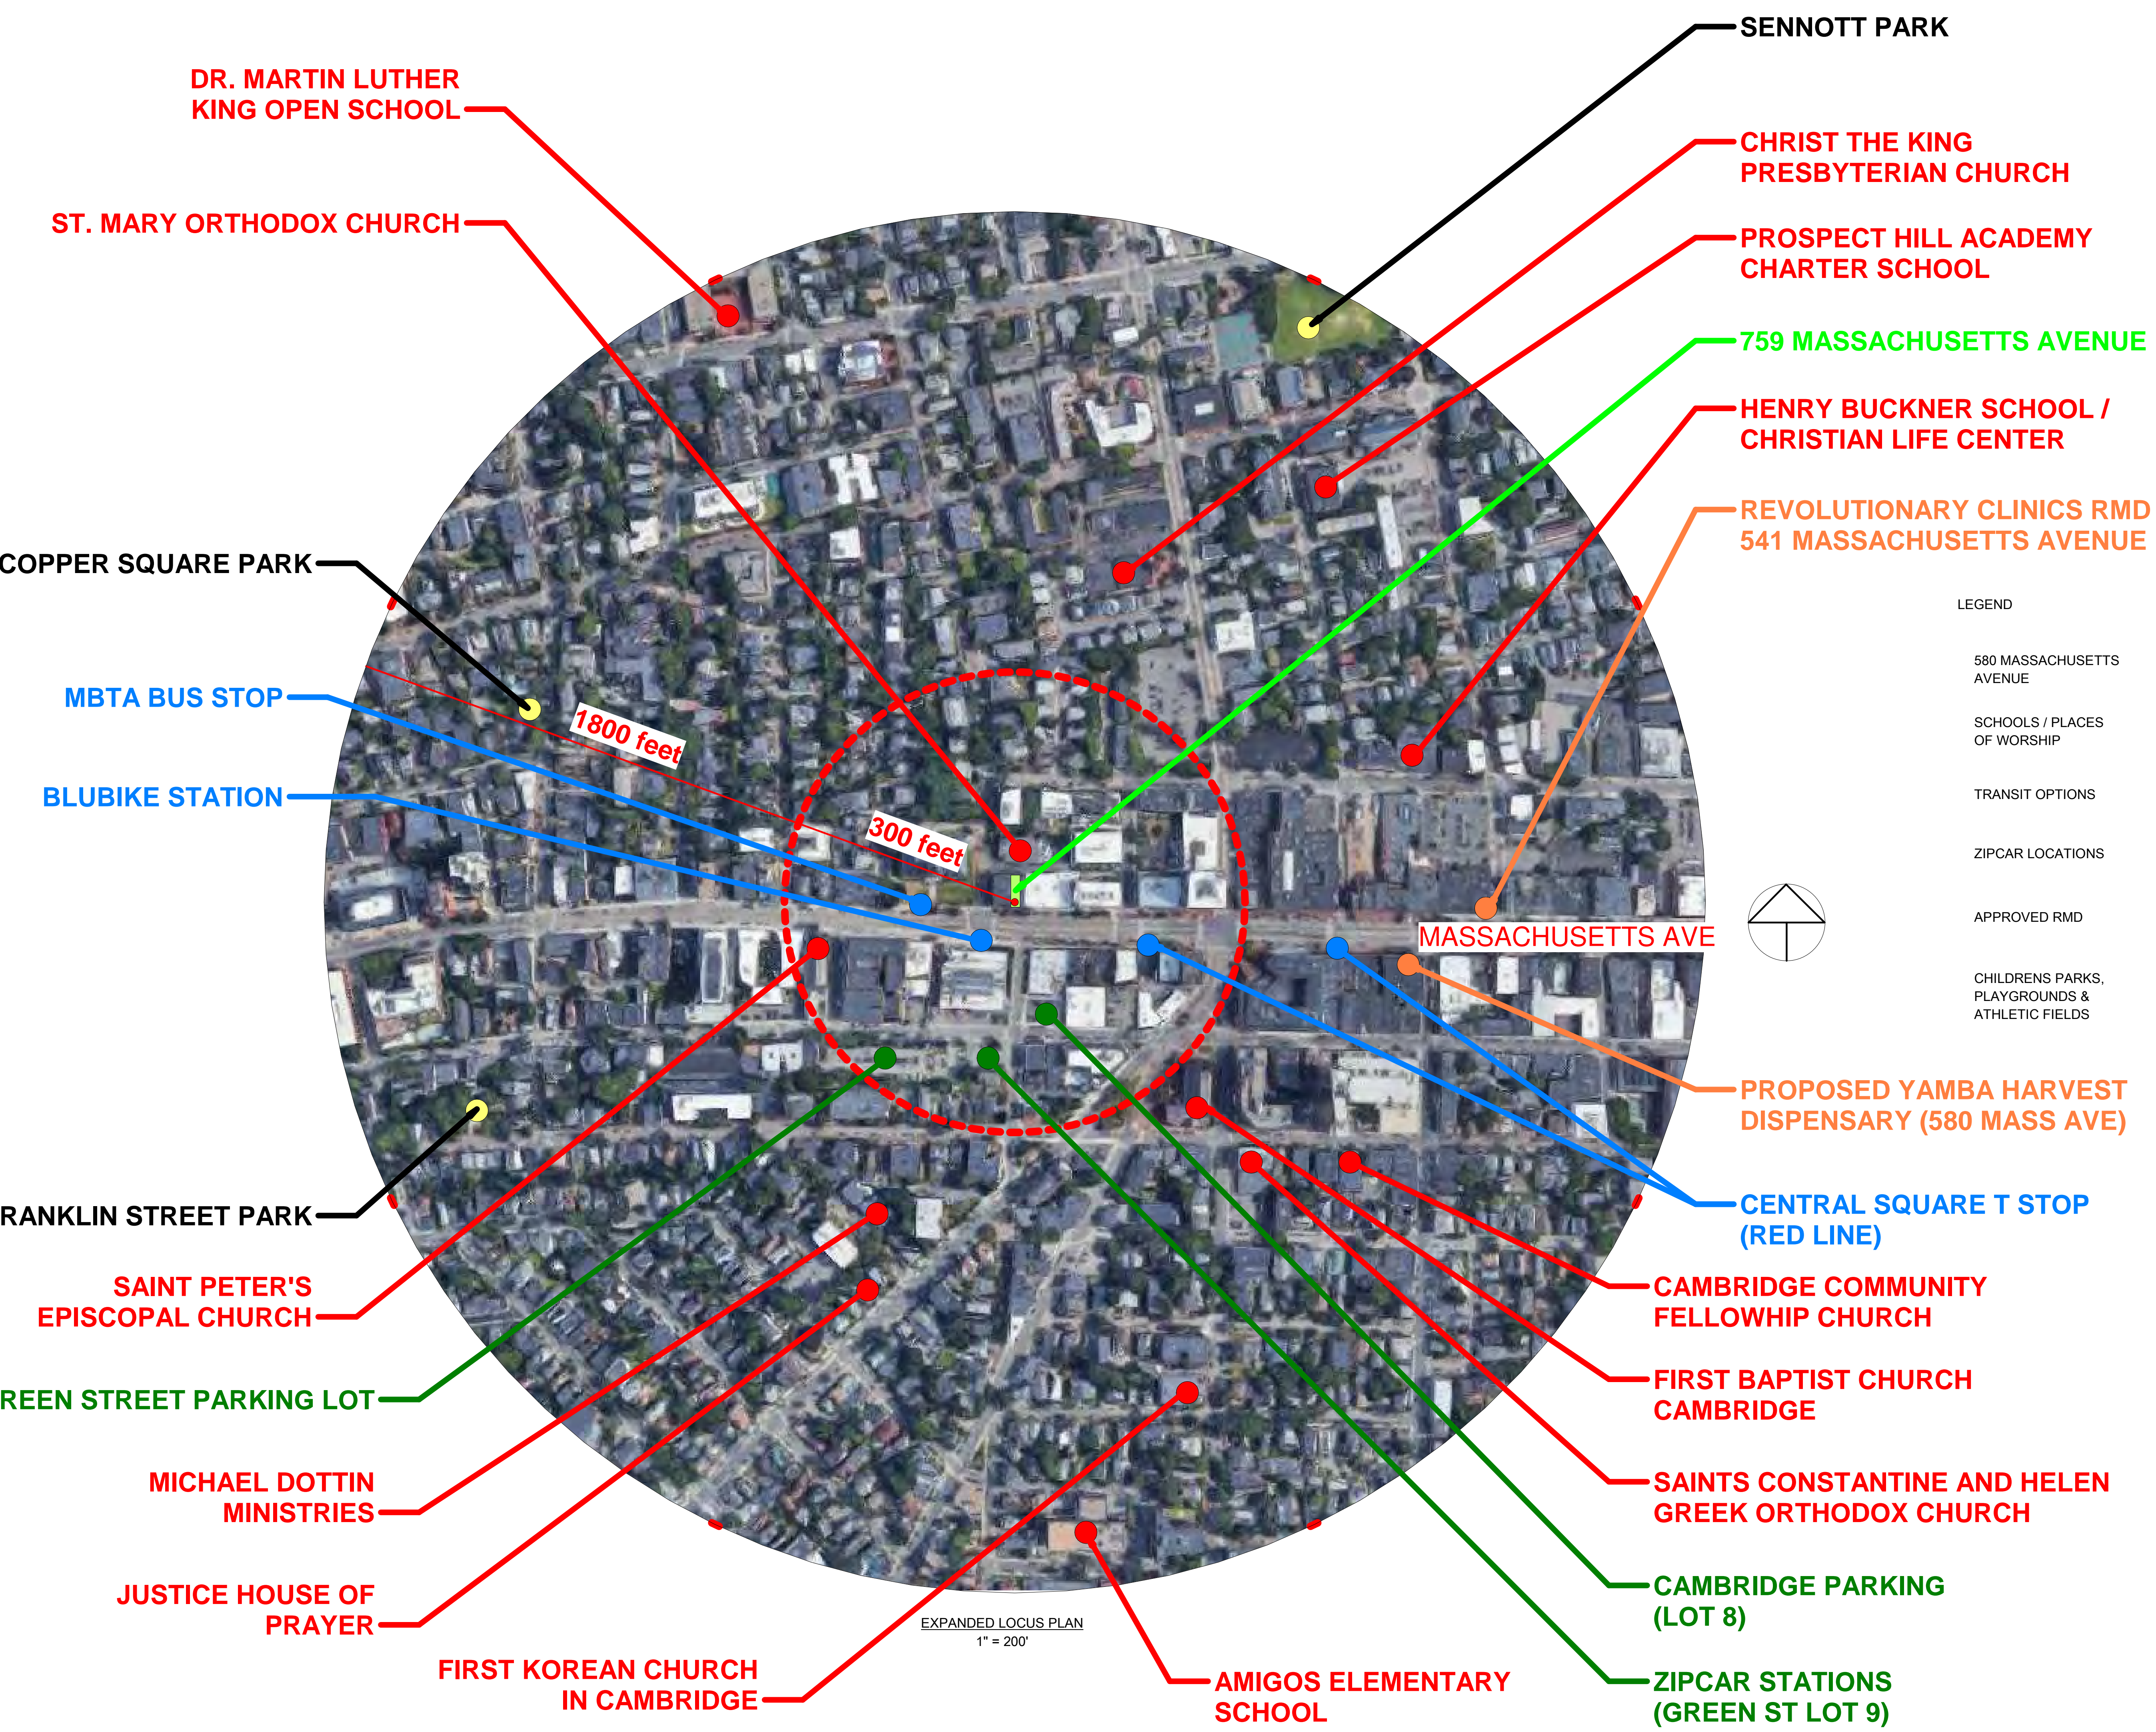 SENNOTT PARK
DR. MARTIN LUTHER
KING OPEN SCHOOL
CHRIST THE KING
PRESBYTERIAN CHURCH
ST. MARY ORTHODOX CHURCH
PROSPECT HILL ACADEMY
CHARTER SCHOOL
759 MASSACHUSETTS AVENUE
HENRY BUCKNER SCHOOL /
CHRISTIAN LIFE CENTER
REVOLUTIONARY CLINICS RMD
541 MASSACHUSETTS AVENUE
COPPER SQUARE PARK
LEGEND
580 MASSACHUSETTS
AVENUE
SCHOOLS / PLACES
OF WORSHIP
TRANSIT OPTIONS
ZIPCAR LOCATIONS
APPROVED RMD
CHILDRENS PARKS,
PLAYGROUNDS &
ATHLETIC FIELDS
MBTA BUS STOP
1800 feet
BLUBIKE STATION
300 feet
MASSACHUSETTS AVE
PROPOSED YAMBA HARVEST
DISPENSARY (580 MASS AVE)
RANKLIN STREET PARK
CENTRAL SQUARE T STOP
(RED LINE)
SAINT PETER'S
EPISCOPAL CHURCH
CAMBRIDGE COMMUNITY
FELLOWHIP CHURCH
REEN STREET PARKING LOT
FIRST BAPTIST CHURCH
CAMBRIDGE
MICHAEL DOTTIN
MINISTRIES
SAINTS CONSTANTINE AND HELEN
GREEK ORTHODOX CHURCH
JUSTICE HOUSE OF
PRAYER
CAMBRIDGE PARKING
(LOT 8)
EXPANDED LOCUS PLAN
1" = 200'
FIRST KOREAN CHURCH
IN CAMBRIDGE
AMIGOS ELEMENTARY
SCHOOL
ZIPCAR STATIONS
(GREEN ST LOT 9)